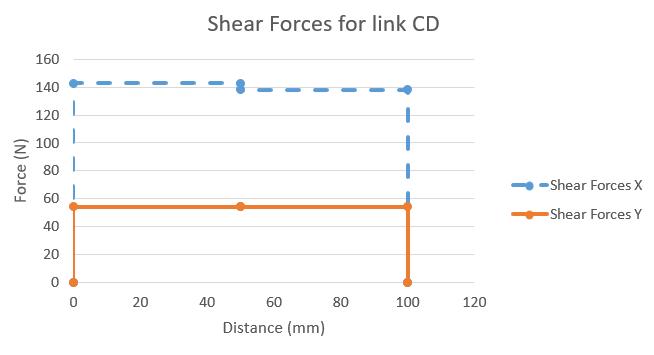 Shear Forces for link CD
160
140
120
100
80
60
40
20
0
Force (N)
0 20 40 60 80 100 120
Distance (mm)
Shear Forces X
Shear Forces Y